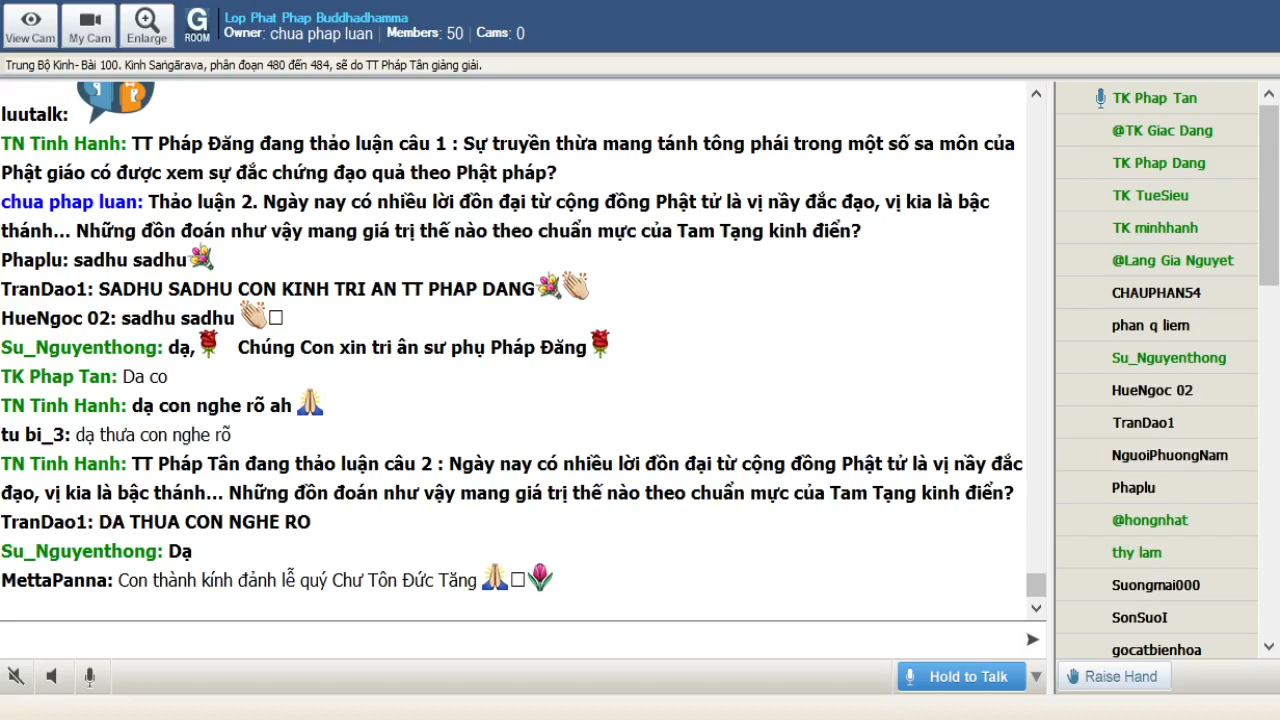 View Cam
My Cam
Enlarge
G
ROOM
Lop Phat Phap Buddhadhamma
Owner: chua phap luan | Members: 50 | Cams: 0
Trung Bộ Kinh- Bài 100. Kinh Saṅgārava, phân đoạn 480 đến 484, sẽ do TT Pháp Tân giảng giải.
luutalk:
TN Tinh Hanh: TT Pháp Đăng đang thảo luận câu 1 : Sự truyền thừa mang tánh tông phái trong một số sa môn của
Phật giáo có được xem sự đắc chứng đạo quả theo Phật pháp?
chua phap luan: Thảo luận 2. Ngày nay có nhiều lời đồn đại từ cộng đồng Phật tử là vị nầy đắc đạo, vị kia là bậc
thánh... Những đồn đoán như vậy mang giá trị thế nào theo chuẩn mực của Tam Tạng kinh điển?
Phaplu: sadhu sadhu
TranDao1: SADHU SADHU CON KINH TRI AN TT PHAP DANG
HueNgoc 02: sadhu sadhu
Su_Nguyenthong: dạ, Chúng Con xin tri ân sư phụ Pháp Đăng
TK Phap Tan: Da co
TN Tinh Hanh: dạ con nghe rõ ah
tu bi_3: dạ thưa con nghe rõ
TN Tinh Hanh: TT Pháp Tân đang thảo luận câu 2 : Ngày nay có nhiều lời đồn đại từ cộng đồng Phật tử là vị nầy đắc
đạo, vị kia là bậc thánh... Những đồn đoán như vậy mang giá trị thế nào theo chuẩn mực của Tam Tạng kinh điển?
TranDao1: DA THUA CON NGHE RO
Su_Nguyenthong: Dạ
MettaPanna: Con thành kính đảnh lễ quý Chư Tôn Đức Tăng
Hold to Talk
TK Phap Tan
@TK Giac Dang
TK Phap Dang
TK TueSieu
TK minhhanh
@Lang Gia Nguyet
CHAUPHAN54
phan q liem
Su_Nguyenthong
HueNgoc 02
TranDao1
NguoiPhuongNam
Phaplu
@hongnhat
thy lam
Suongmai000
SonSuoI
gocatbienhoa
Raise Hand